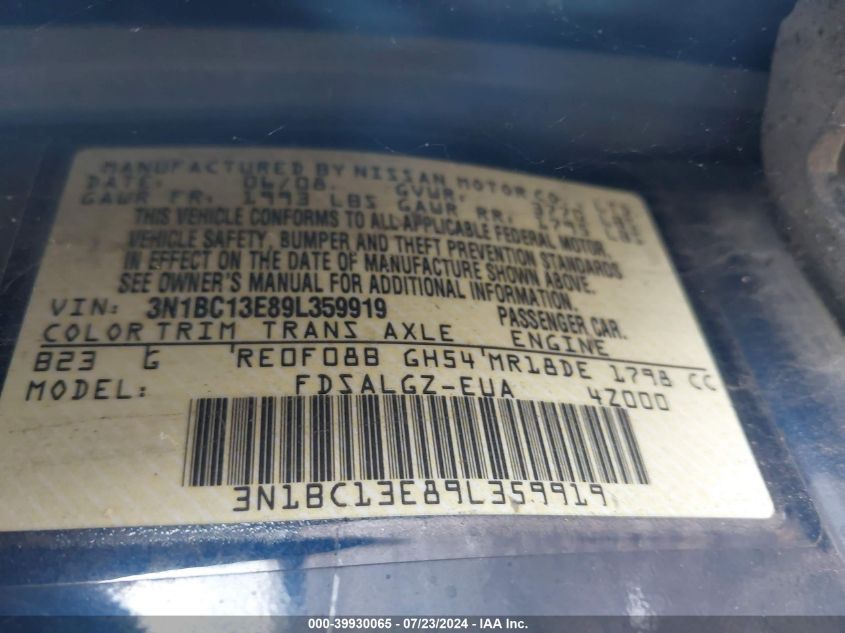 MANUFACTURED BY NISSAN MOTOR CO., LTD.
DATE: 06/08 GVWR:
GAWR FR: 1993 LBS GAWR RR: LBS
THIS VEHICLE CONFORMS TO ALL APPLICABLE FEDERAL MOTOR
VEHICLE SAFETY, BUMPER AND THEFT PREVENTION STANDARDS
IN EFFECT ON THE DATE OF MANUFACTURE SHOWN ABOVE.
SEE OWNER'S MANUAL FOR ADDITIONAL INFORMATION.
VIN: 3N1BC13E89L359919 PASSENGER CAR.
COLOR TRIM TRANS AXLE ENGINE
B23 G RE0F08B GH54 MR18DE 1798 CC
MODEL: FDSALGZ-EUA 4Z000
3N1BC13E89L359919
000-39930065 - 07/23/2024 - IAAI Inc.